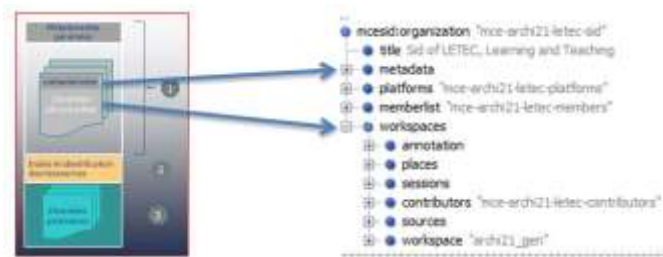 1
2
3
mcesid:organization "mce-archi21-letec-sid"
title Sid of LETEC, Learning and Teaching
metadata
platforms "mce-archi21-letec-platforms"
memberlist "mce-archi21-letec-members"
workspaces
annotation
places
sessions
contributors "mce-archi21-letec-contributors"
sources
workspace "archi21_gen"